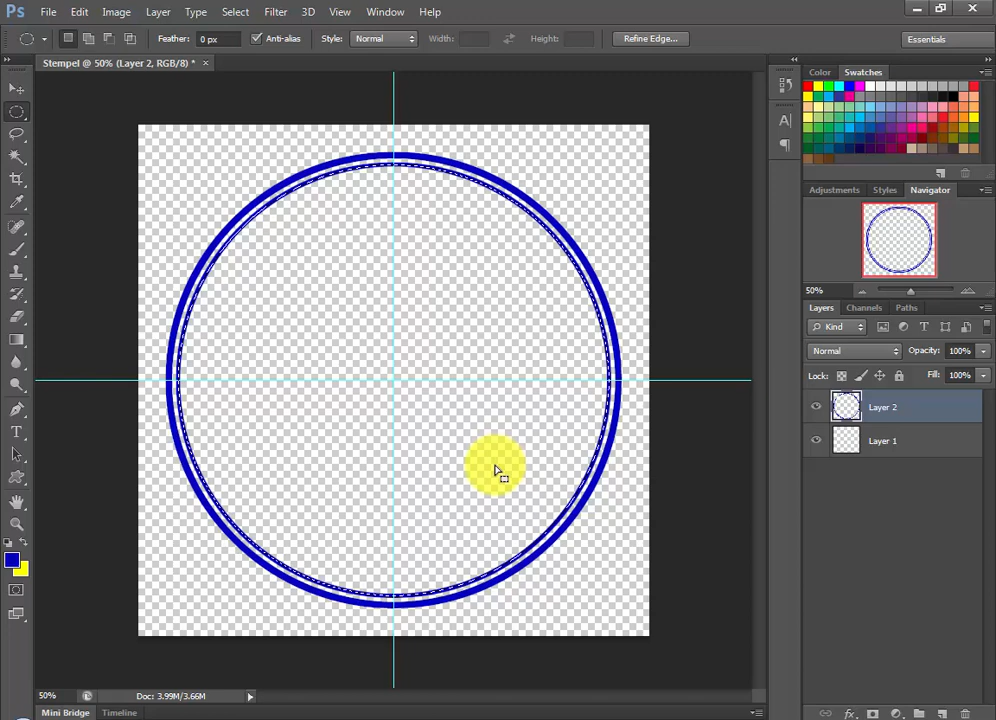 Ps File Edit Image Layer Type Select Filter 3D View Window Help
Feather: 0 px Anti-alias Style: Normal Width: Height: Refine Edge... Essentials
Stempel @ 50% (Layer 2, RGB/8) * ×
Color Swatches
Adjustments Styles Navigator
50%
Layers Channels Paths
Kind
Normal Opacity: 100%
Lock: Fill: 100%
Layer 2
Layer 1
50% Doc: 3.99M/3.66M
Mini Bridge Timeline